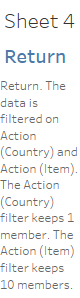 Sheet 4
Return
Return. The
data is
filtered on
Action
(Country) and
Action (Item).
The Action
(Country)
filter keeps 1
member. The
Action (Item)
filter keeps
10 members.